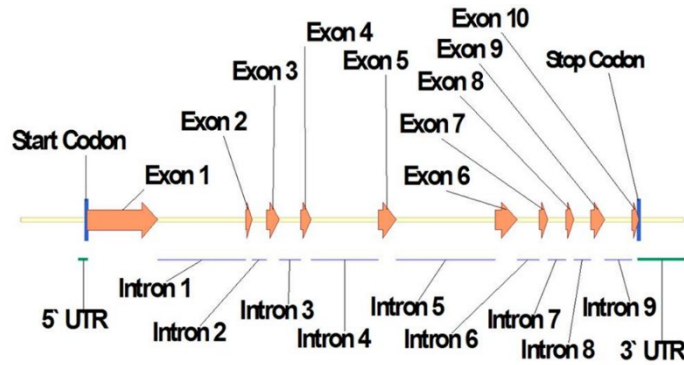 Exon 10
Exon 4
Exon 9
Stop Codon
Exon 3
Exon 5
Exon 8
Exon 2
Exon 7
Start Codon
Exon 1
Exon 6
Intron 1
Intron 2
Intron 3
Intron 4
Intron 5
Intron 6
Intron 7
Intron 8
Intron 9
5` UTR
3` UTR